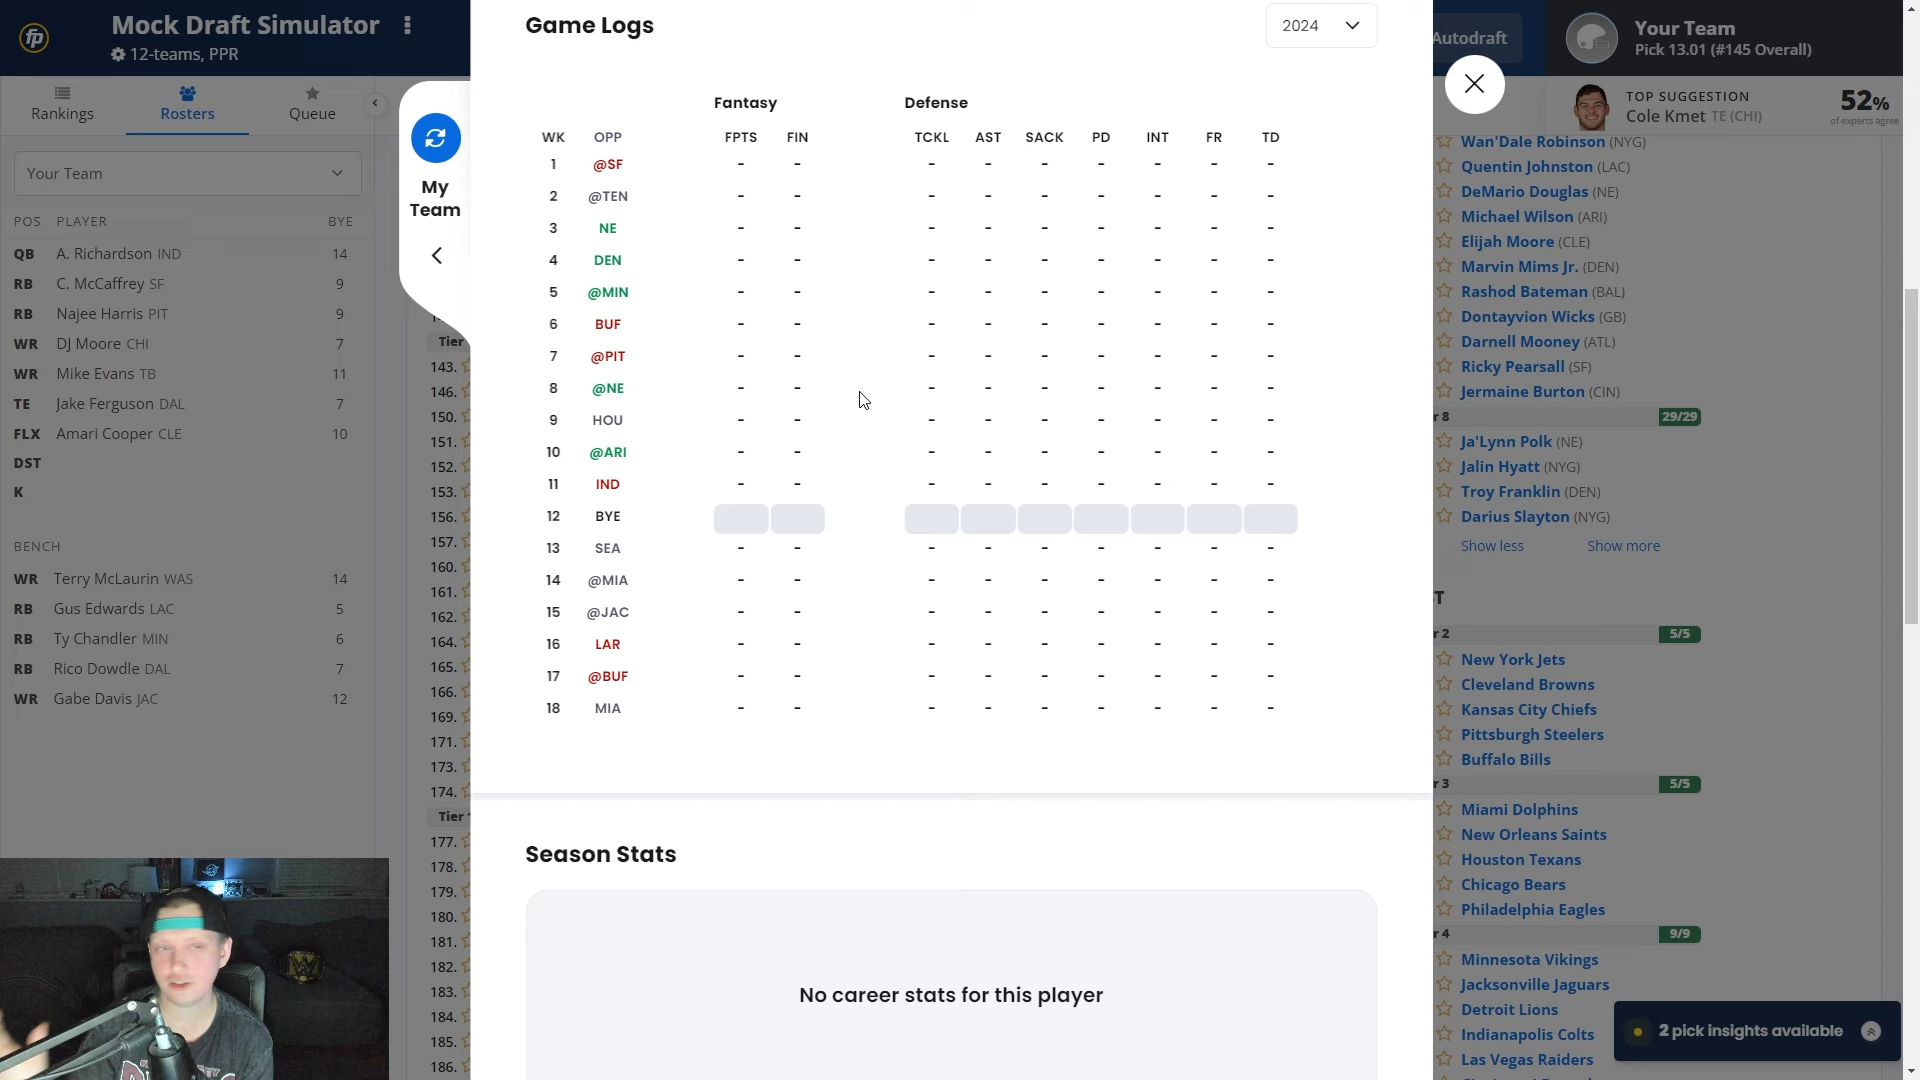 fp
Mock Draft Simulator
12-teams, PPR
Rankings
Rosters
Queue
Your Team
POS PLAYER BYE
QB A. Richardson IND 14
RB C. McCaffrey SF 9
RB Najee Harris PIT 9
WR DJ Moore CHI 7
WR Mike Evans TB 11
TE Jake Ferguson DAL 7
FLX Amari Cooper CLE 10
DST
K
BENCH
WR Terry McLaurin WAS 14
RB Gus Edwards LAC 5
RB Ty Chandler MIN 6
RB Rico Dowdle DAL 7
WR Gabe Davis JAC 12
My
Team
Tier
143.
146.
150.
151.
152.
153.
156.
157.
160.
161.
162.
164.
165.
166.
169.
171.
173.
174.
Tier
177.
178.
179.
180.
181.
182.
183.
184.
185.
186.
Game Logs
2024
Fantasy Defense
WK OPP FPTS FIN TCKL AST SACK PD INT FR TD
1 @SF - - - - - - - - -
2 @TEN - - - - - - - - -
3 NE - - - - - - - - -
4 DEN - - - - - - - - -
5 @MIN - - - - - - - - -
6 BUF - - - - - - - - -
7 @PIT - - - - - - - - -
8 @NE - - - - - - - - -
9 HOU - - - - - - - - -
10 @ARI - - - - - - - - -
11 IND - - - - - - - - -
12 BYE
13 SEA - - - - - - - - -
14 @MIA - - - - - - - - -
15 @JAC - - - - - - - - -
16 LAR - - - - - - - - -
17 @BUF - - - - - - - - -
18 MIA - - - - - - - - -
Season Stats
No career stats for this player
Autodraft
Your Team
Pick 13.01 (#145 Overall)
TOP SUGGESTION
Cole Kmet TE (CHI)
52%
of experts agree
Wan'Dale Robinson (NYG)
Quentin Johnston (LAC)
DeMario Douglas (NE)
Michael Wilson (ARI)
Elijah Moore (CLE)
Marvin Mims Jr. (DEN)
Rashod Bateman (BAL)
Dontayvion Wicks (GB)
Darnell Mooney (ATL)
Ricky Pearsall (SF)
Jermaine Burton (CIN)
r 8 29/29
Ja'Lynn Polk (NE)
Jalin Hyatt (NYG)
Troy Franklin (DEN)
Darius Slayton (NYG)
Show less Show more
T
r 2 5/5
New York Jets
Cleveland Browns
Kansas City Chiefs
Pittsburgh Steelers
Buffalo Bills
r 3 5/5
Miami Dolphins
New Orleans Saints
Houston Texans
Chicago Bears
Philadelphia Eagles
r 4 9/9
Minnesota Vikings
Jacksonville Jaguars
Detroit Lions
Indianapolis Colts
Las Vegas Raiders
2 pick insights available